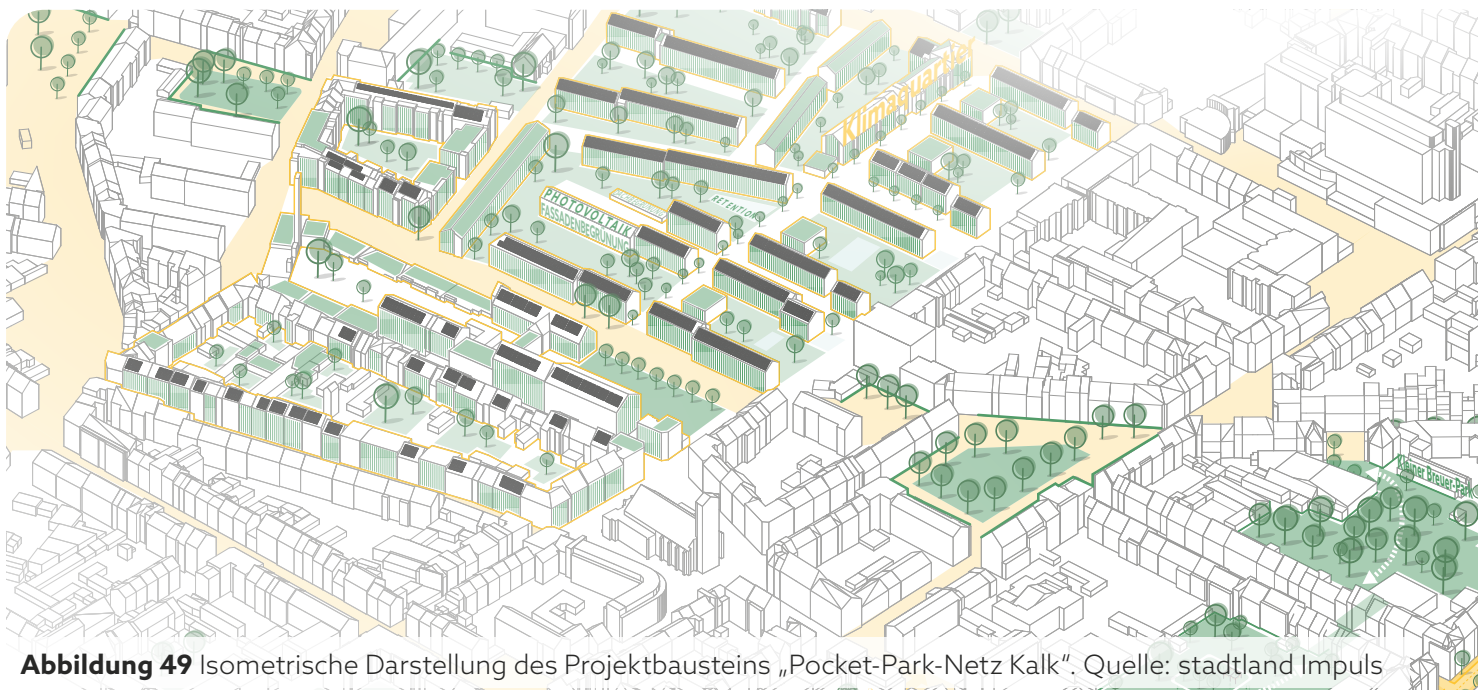 Klimaquartier
PHOTOVOLTAIK
FASSADENBEGRÜNUNG
RETENTION
Kleiner Breuer-Park
Abbildung 49 Isometrische Darstellung des Projektbausteins „Pocket-Park-Netz Kalk“. Quelle: stadtland Impuls